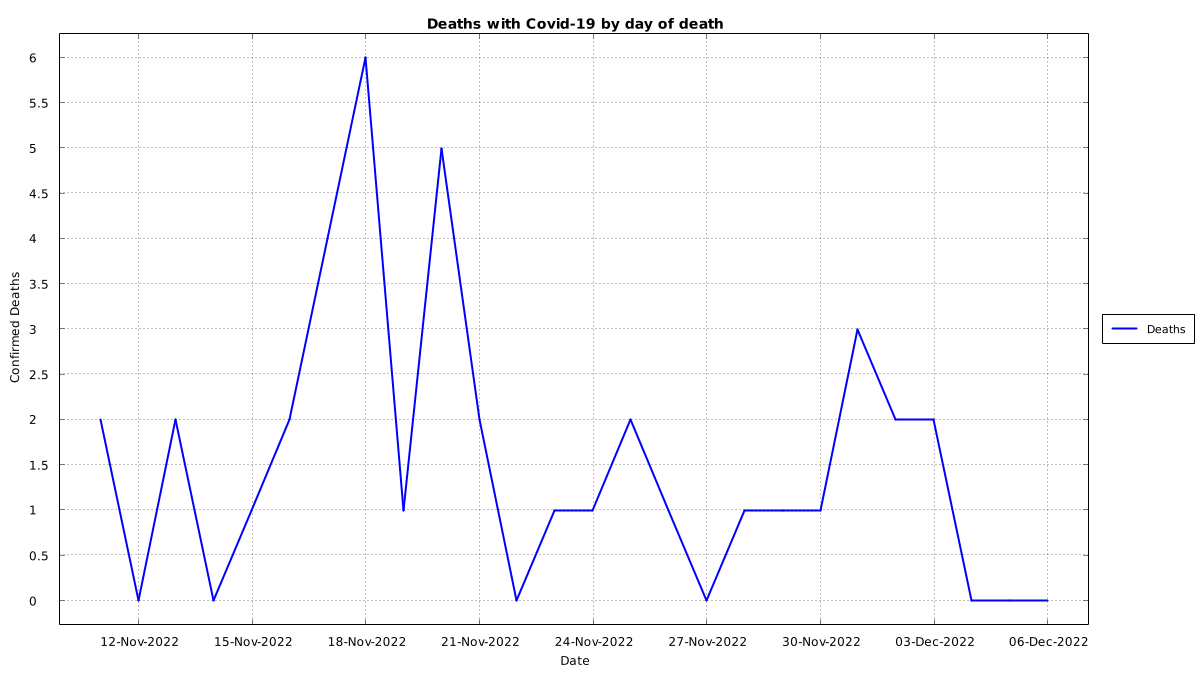 Deaths with Covid-19 by day of death
6
5.5
5
4.5
4
3.5
3
2.5
2
1.5
1
0.5
0
Confirmed Deaths
12-Nov-2022 15-Nov-2022 18-Nov-2022 21-Nov-2022 24-Nov-2022 27-Nov-2022 30-Nov-2022 03-Dec-2022 06-Dec-2022
Date
Deaths